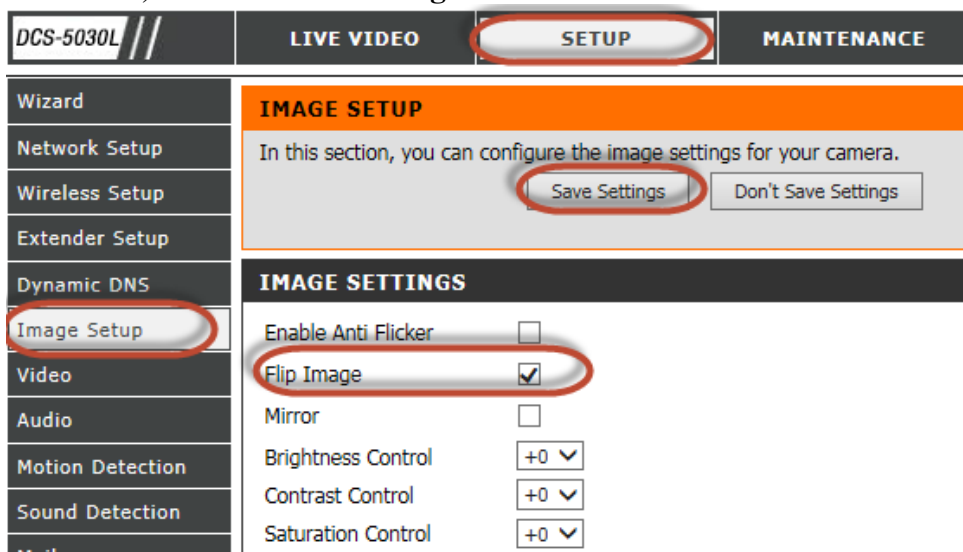 DCS-5030L
LIVE VIDEO
SETUP
MAINTENANCE
Wizard
Network Setup
Wireless Setup
Extender Setup
Dynamic DNS
Image Setup
Video
Audio
Motion Detection
Sound Detection
IMAGE SETUP
In this section, you can configure the image settings for your camera.
Save Settings
Don't Save Settings
IMAGE SETTINGS
Enable Anti Flicker
Flip Image
Mirror
Brightness Control +0
Contrast Control +0
Saturation Control +0